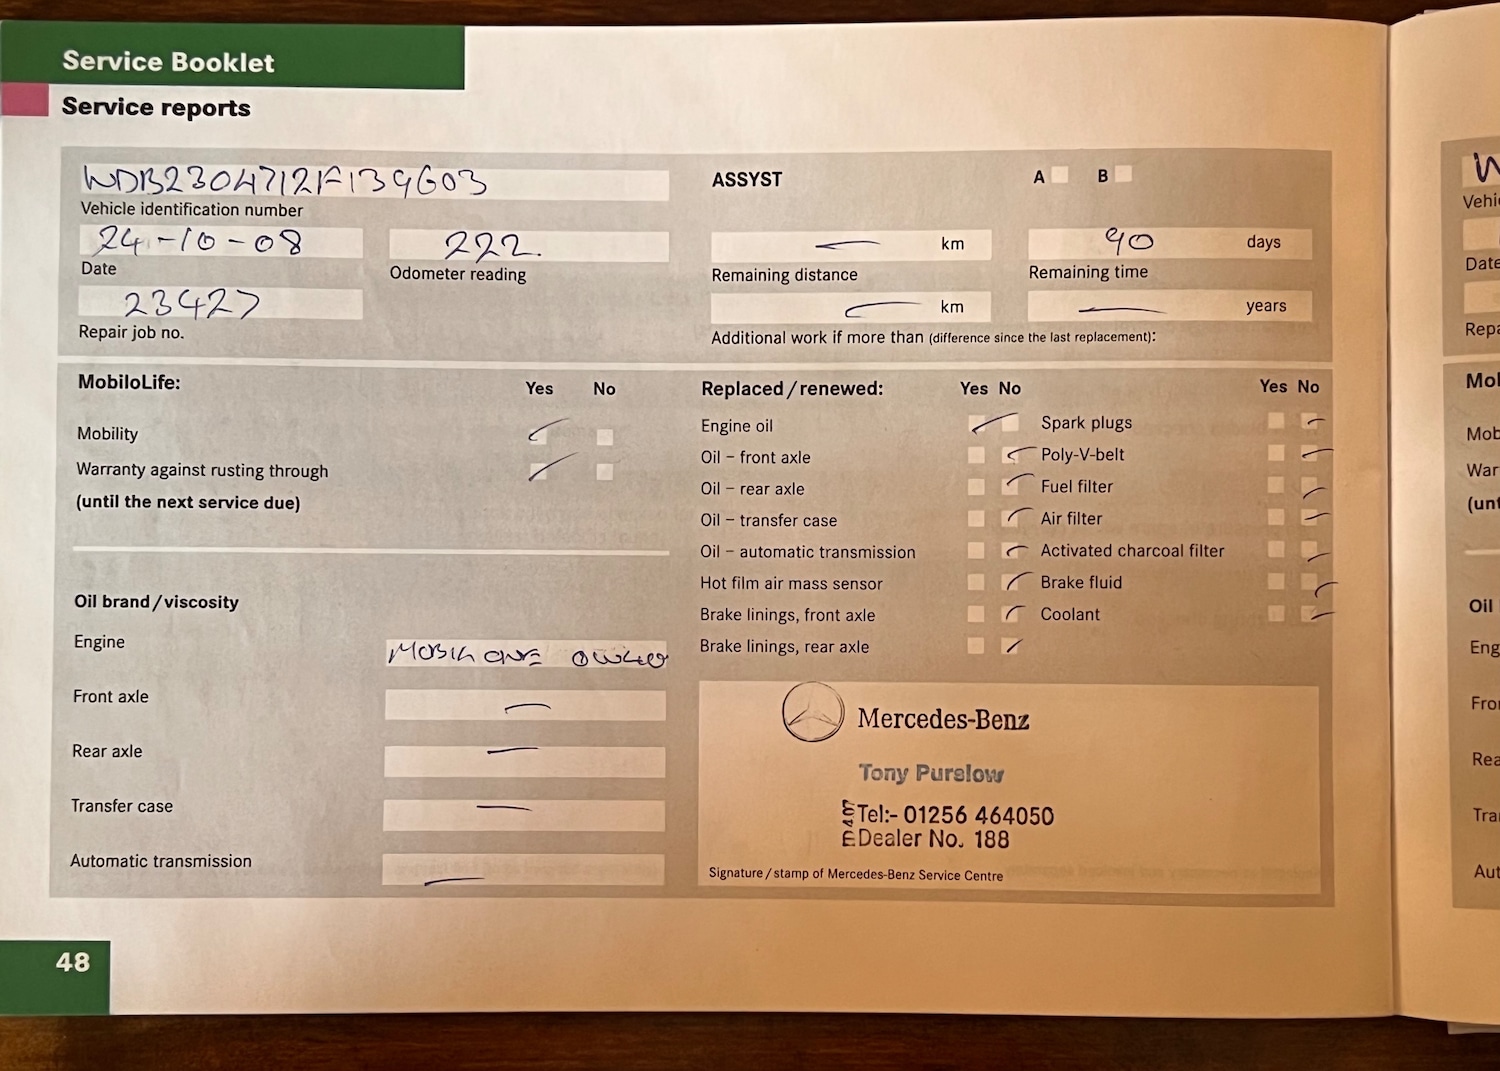 Service Booklet
Service reports
WDB2304712F139603
Vehicle identification number
ASSYST
A B
24-10-08
Date
222.
Odometer reading
km
Remaining distance
90 days
Remaining time
23427
Repair job no.
km
years
Additional work if more than (difference since the last replacement):
MobiloLife: Yes No
Mobility
Warranty against rusting through
(until the next service due)
Oil brand/viscosity
Engine MOBIL ONE OW40
Front axle
Rear axle
Transfer case
Automatic transmission
Replaced/renewed: Yes No Yes No
Engine oil Spark plugs
Oil – front axle Poly-V-belt
Oil – rear axle Fuel filter
Oil – transfer case Air filter
Oil – automatic transmission Activated charcoal filter
Hot film air mass sensor Brake fluid
Brake linings, front axle Coolant
Brake linings, rear axle
Mercedes-Benz
Tony Purslow
Tel:- 01256 464050
Dealer No. 188
Signature/stamp of Mercedes-Benz Service Centre
48